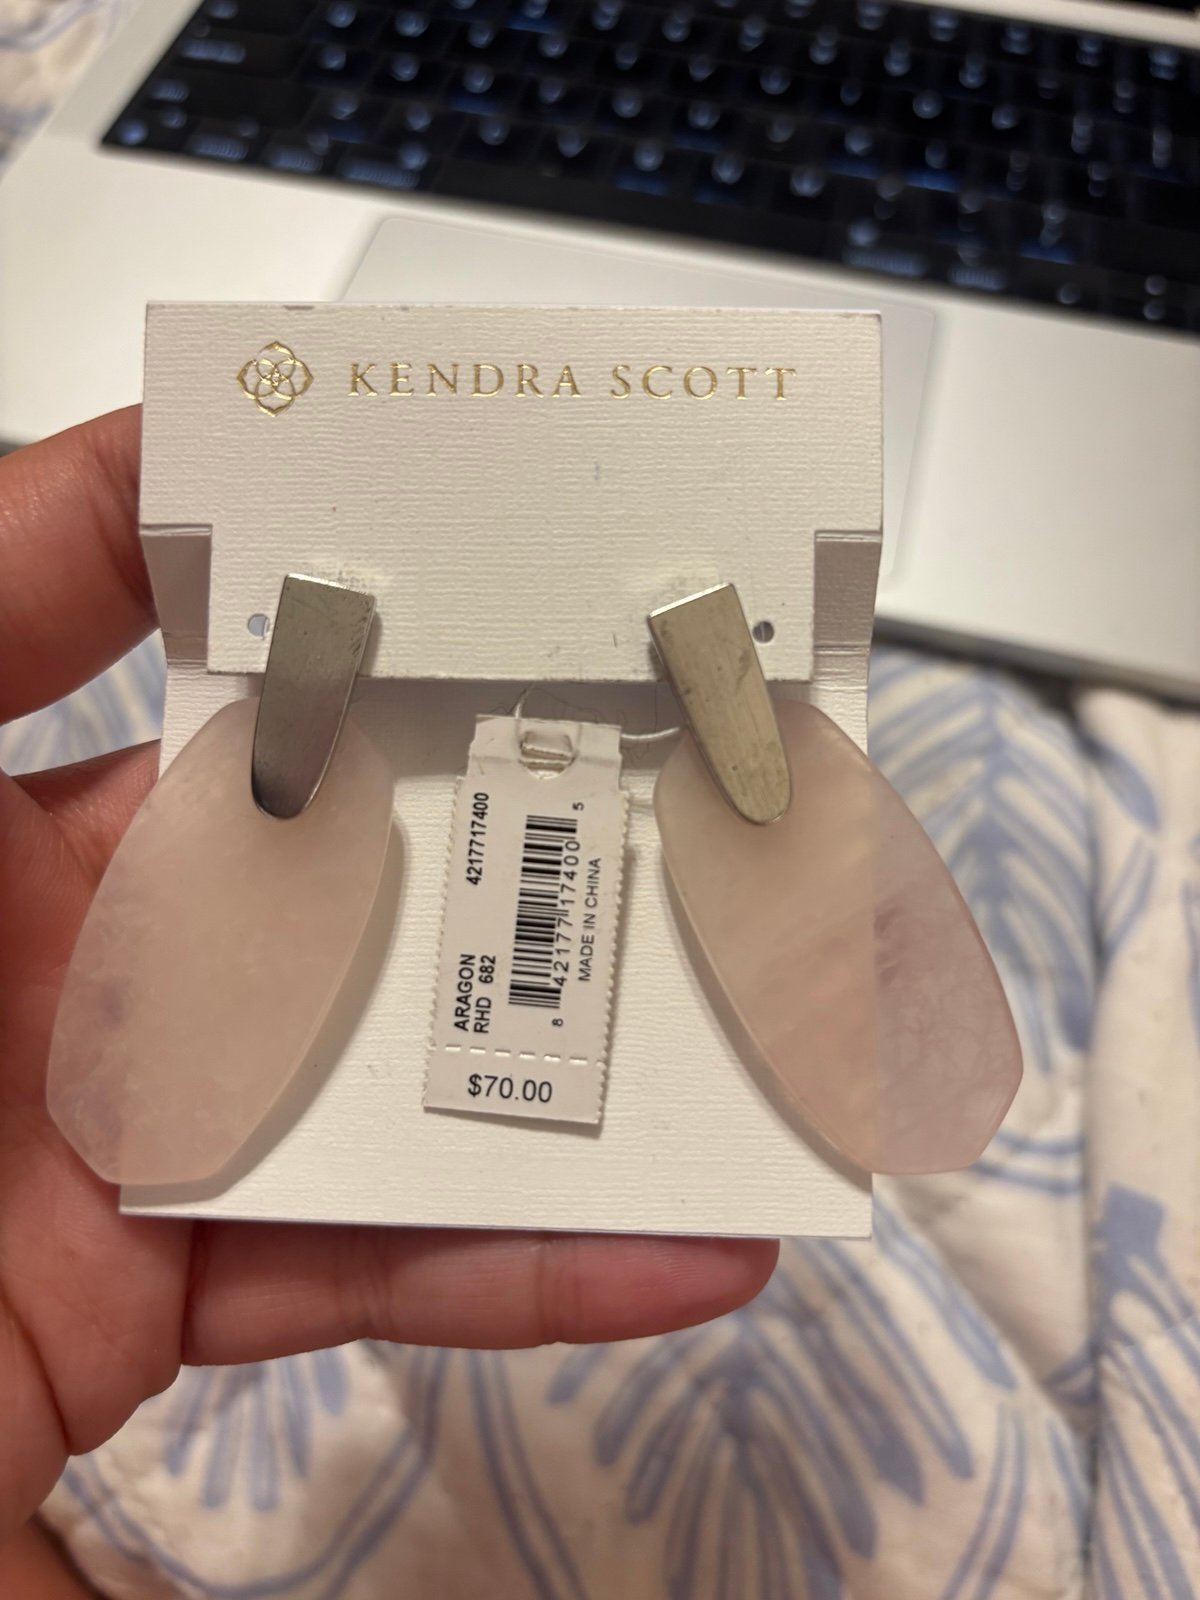 KENDRA SCOTT
ARAGON 4217717400
RHD 682
8 42177 17400 5
MADE IN CHINA
$70.00